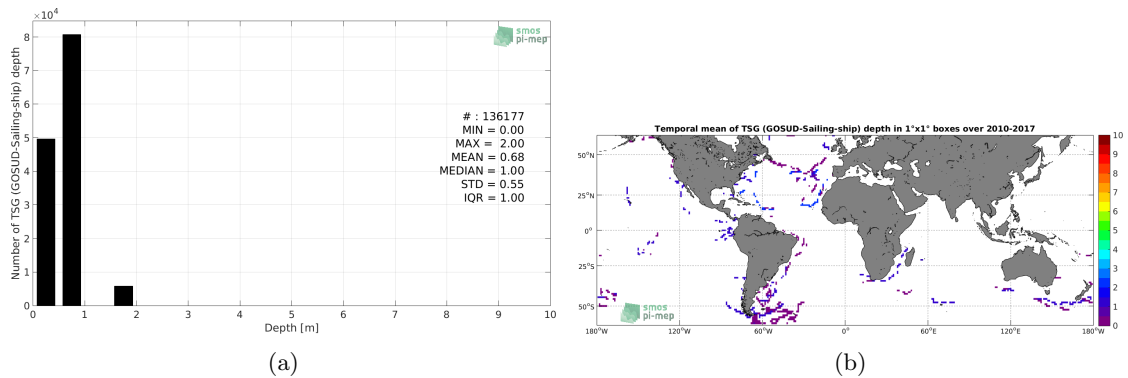 ×10⁴
8
7
6
5
4
3
2
1
0
Number of TSG (GOSUD-Sailing-ship) depth
smos
pi-mep
# : 136177
MIN = 0.00
MAX = 2.00
MEAN = 0.68
MEDIAN = 1.00
STD = 0.55
IQR = 1.00
0 1 2 3 4 5 6 7 8 9 10
Depth [m]
(a)
Temporal mean of TSG (GOSUD-Sailing-ship) depth in 1°x1° boxes over 2010-2017
50°N
25°N
0°
25°S
50°S
smos
pi-mep
180°W 120°W 60°W 0° 60°E 120°E 180°W
10
9
8
7
6
5
4
3
2
1
0
(b)